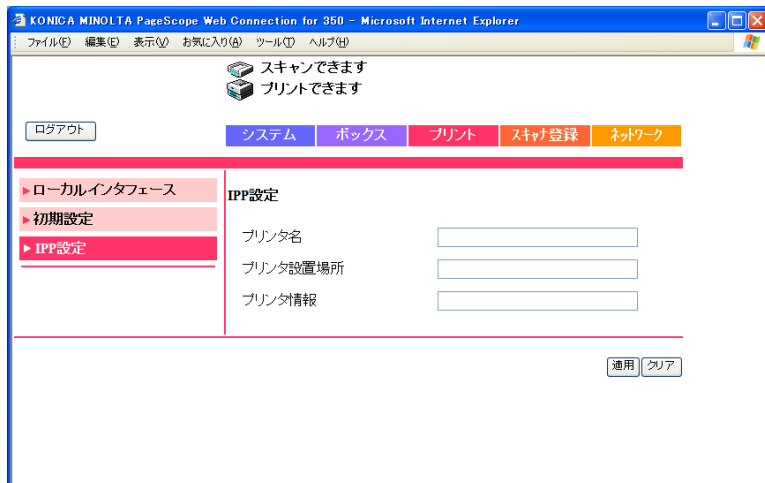 KONICA MINOLTA PageScope Web Connection for 350 - Microsoft Internet Explorer
ファイル(F) 編集(E) 表示(V) お気に入り(A) ツール(T) ヘルプ(H)
スキャンできます
プリントできます
ログアウト
システム ボックス プリント スキャナ登録 ネットワーク
▶ローカルインタフェース
▶初期設定
▶IPP設定
IPP設定
プリンタ名
プリンタ設置場所
プリンタ情報
適用 クリア